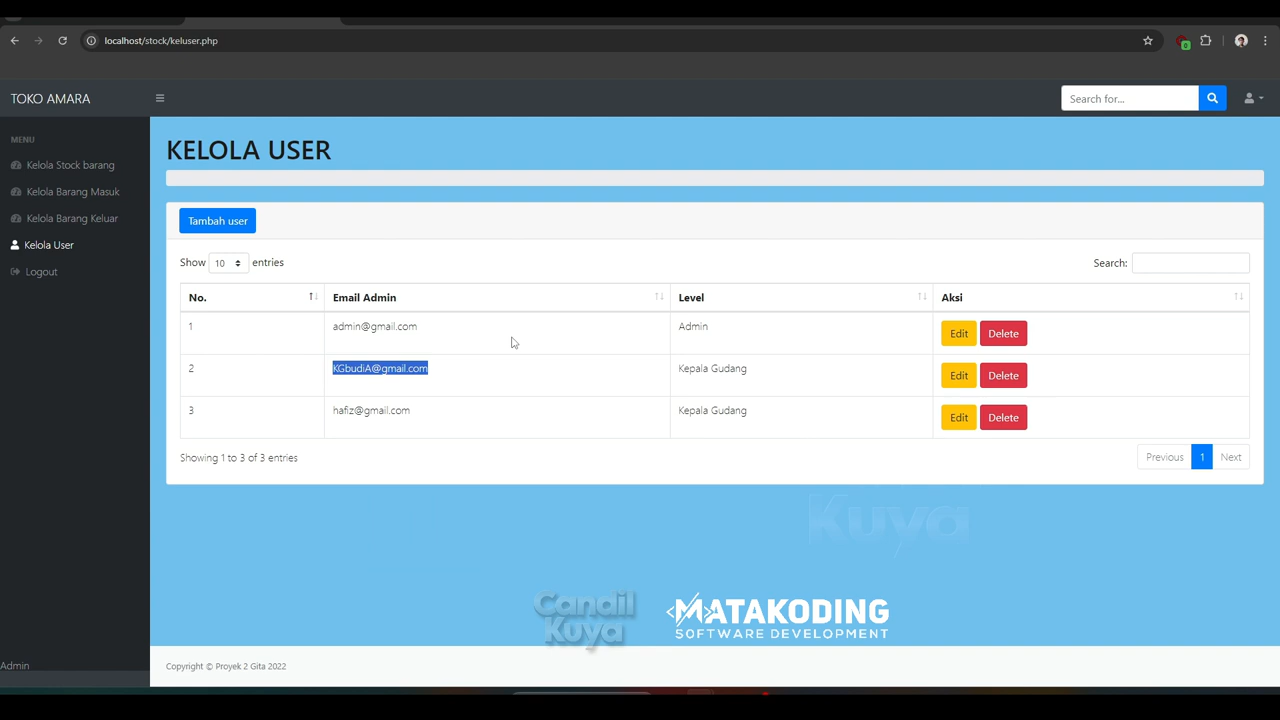 localhost/stock/keluser.php
TOKO AMARA
Search for...
MENU
Kelola Stock barang
Kelola Barang Masuk
Kelola Barang Keluar
Kelola User
Logout
Admin
KELOLA USER
Tambah user
Show 10 entries
Search:
No. Email Admin Level Aksi
1 admin@gmail.com Admin Edit Delete
2 KGbudiA@gmail.com Kepala Gudang Edit Delete
3 hafiz@gmail.com Kepala Gudang Edit Delete
Showing 1 to 3 of 3 entries
Previous 1 Next
Kuya
Candil
Kuya
MATAKODING
SOFTWARE DEVELOPMENT
Copyright © Proyek 2 Gita 2022